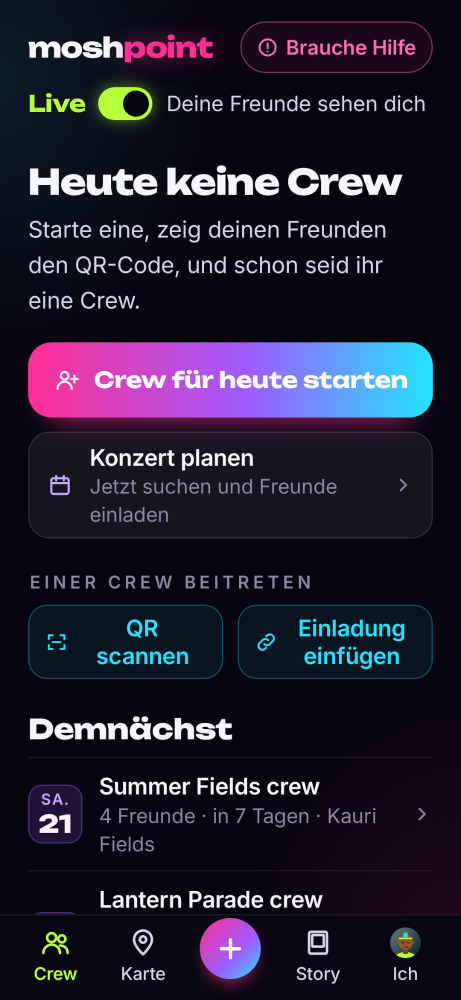 moshpoint
Brauche Hilfe
Live
Deine Freunde sehen dich
Heute keine Crew
Starte eine, zeig deinen Freunden
den QR-Code, und schon seid ihr
eine Crew.
Crew für heute starten
Konzert planen
Jetzt suchen und Freunde
einladen
EINER CREW BEITRETEN
QR
scannen
Einladung
einfügen
Demnächst
SA.
21
Summer Fields crew
4 Freunde · in 7 Tagen · Kauri
Fields
Lantern Parade crew
Crew
Karte
Story
Ich